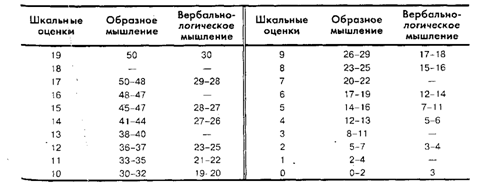 Шкальные оценки Образное мышление Вербально-логическое мышление Шкальные оценки Образное мышление Вербально-логическое мышление
19 50 30 9 26-29 17-18
18 — — 8 23-25 15-16
17 50-48 29-28 7 20-22 —
16 48-47 — 6 17-19 12-14
15 45-47 28-27 5 14-16 7-11
14 41-44 27-26 4 12-13 5-6
13 38-40 — 3 8-11 —
12 36-37 23-25 2 5-7 3-4
11 33-35 21-22 1 2-4 —
10 30-32 19-20 0 0-2 3